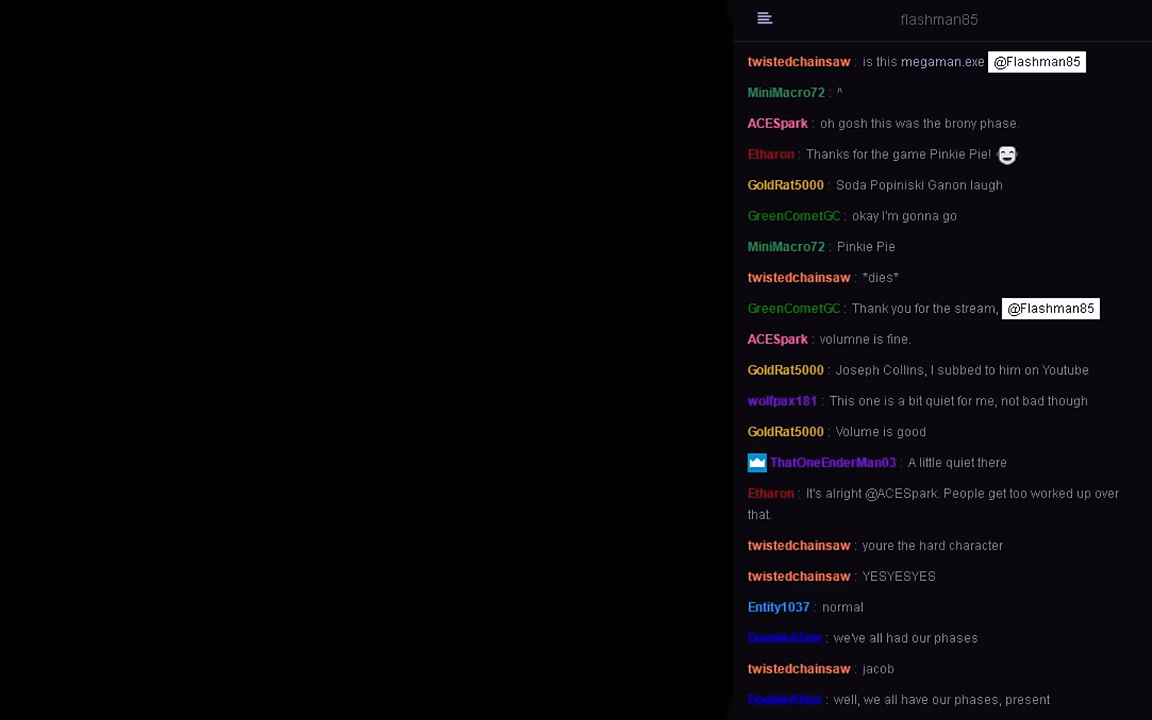 flashman85
twistedchainsaw : is this megaman.exe @Flashman85
MiniMacro72 : ^
ACESpark : oh gosh this was the brony phase.
Etharon : Thanks for the game Pinkie Pie!
GoldRat5000 : Soda Popiniski Ganon laugh
GreenCometGC : okay I'm gonna go
MiniMacro72 : Pinkie Pie
twistedchainsaw : *dies*
GreenCometGC : Thank you for the stream, @Flashman85
ACESpark : volumne is fine.
GoldRat5000 : Joseph Collins, I subbed to him on Youtube
wolfpax181 : This one is a bit quiet for me, not bad though
GoldRat5000 : Volume is good
ThatOneEnderMan03 : A little quiet there
Etharon : It's alright @ACESpark. People get too worked up over
that.
twistedchainsaw : youre the hard character
twistedchainsaw : YESYESYES
Entity1037 : normal
: we've all had our phases
twistedchainsaw : jacob
: well, we all have our phases, present